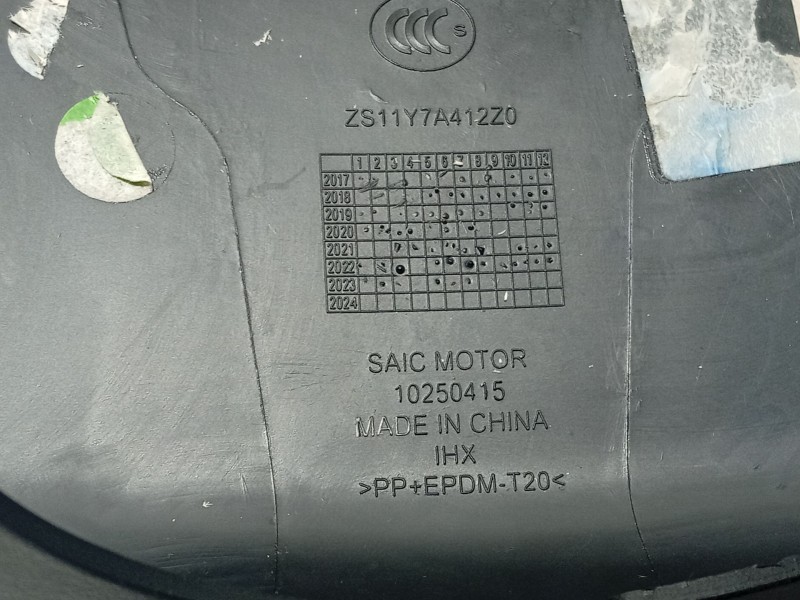 CCC S
ZS11Y7A412Z0
1 2 3 4 5 6 7 8 9 10 11 12
2017
2018
2019
2020
2021
2022
2023
2024
SAIC MOTOR
10250415
MADE IN CHINA
IHX
>PP+EPDM-T20<